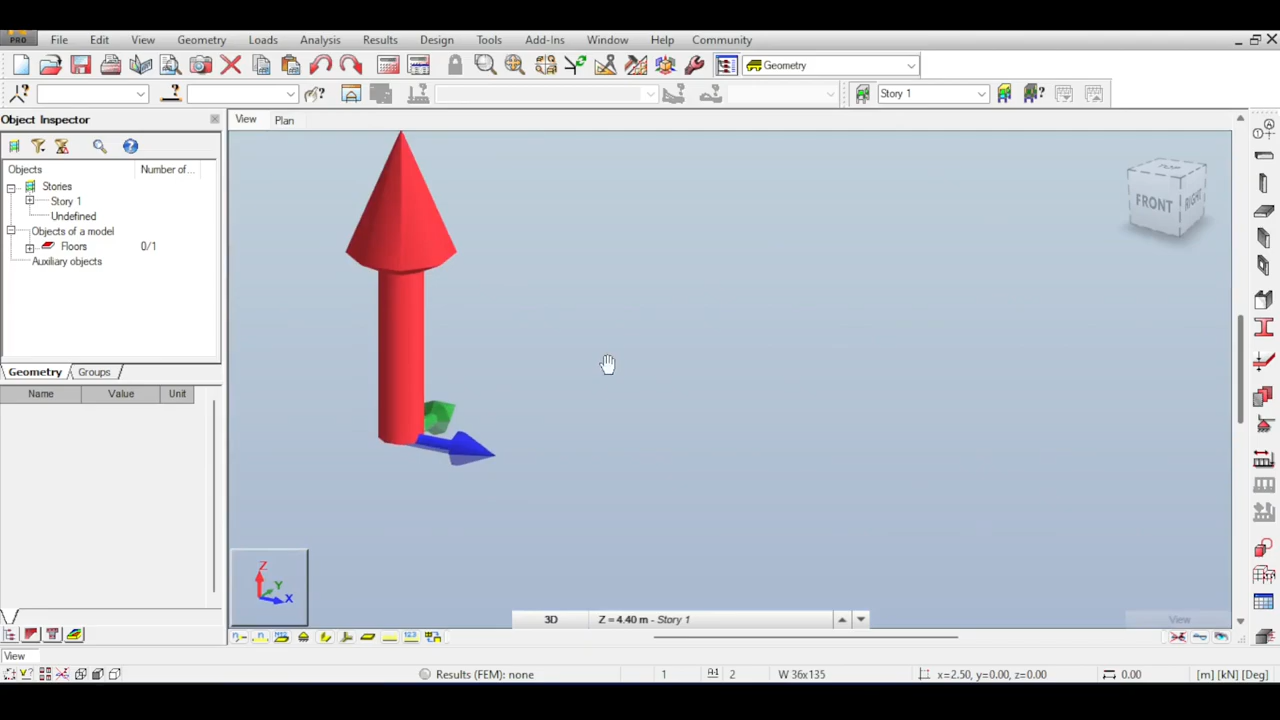 PRO File Edit View Geometry Loads Analysis Results Design Tools Add-Ins Window Help Community
Geometry
Story 1
Object Inspector
View Plan
Objects Number of...
Stories
Story 1
Undefined
Objects of a model
Floors 0/1
Auxiliary objects
Geometry Groups
Name Value Unit
TOP
FRONT RIGHT
Z
Y
X
3D Z = 4.40 m - Story 1 View
View
Results (FEM): none 1 2 W 36x135 x=2.50, y=0.00, z=0.00 0.00 [m] [kN] [Deg]